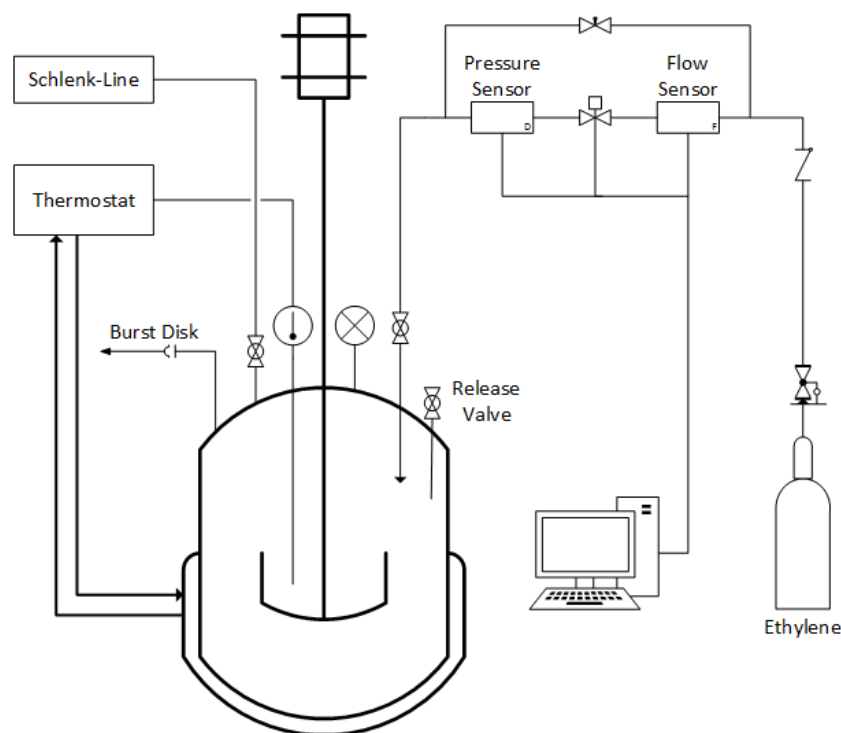 Schlenk-Line
Pressure
Sensor
Flow
Sensor
D
F
Thermostat
Burst Disk
Release
Valve
Ethylene